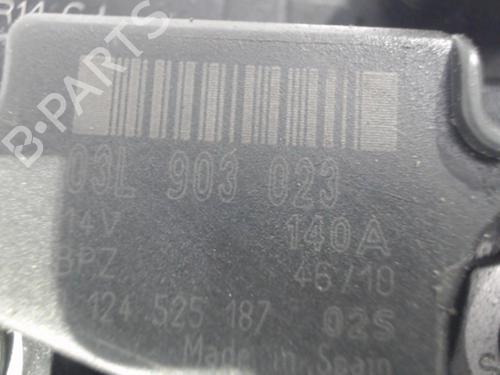 B-PARTS
03L 903 023
14V 140A
BPZ 46/10
124 525 187 02S
Made in Spain